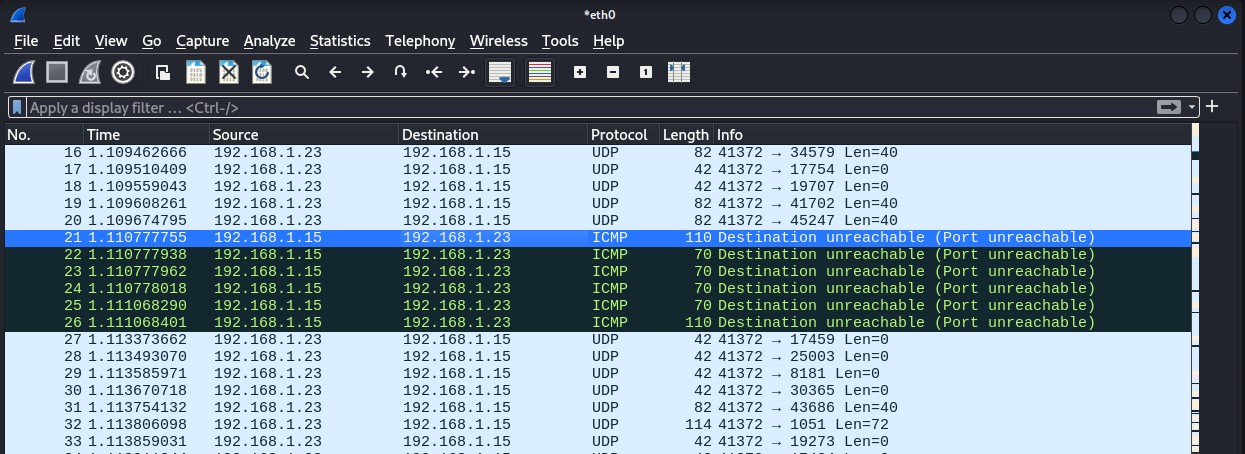 *eth0
File Edit View Go Capture Analyze Statistics Telephony Wireless Tools Help
Apply a display filter ... <Ctrl-/>
No. Time Source Destination Protocol Length Info
16 1.109462666 192.168.1.23 192.168.1.15 UDP 82 41372 → 34579 Len=40
17 1.109510409 192.168.1.23 192.168.1.15 UDP 42 41372 → 17754 Len=0
18 1.109559043 192.168.1.23 192.168.1.15 UDP 42 41372 → 19707 Len=0
19 1.109608261 192.168.1.23 192.168.1.15 UDP 82 41372 → 41702 Len=40
20 1.109674795 192.168.1.23 192.168.1.15 UDP 82 41372 → 45247 Len=40
21 1.110777755 192.168.1.15 192.168.1.23 ICMP 110 Destination unreachable (Port unreachable)
22 1.110777938 192.168.1.15 192.168.1.23 ICMP 70 Destination unreachable (Port unreachable)
23 1.110777962 192.168.1.15 192.168.1.23 ICMP 70 Destination unreachable (Port unreachable)
24 1.110778018 192.168.1.15 192.168.1.23 ICMP 70 Destination unreachable (Port unreachable)
25 1.111068290 192.168.1.15 192.168.1.23 ICMP 70 Destination unreachable (Port unreachable)
26 1.111068401 192.168.1.15 192.168.1.23 ICMP 110 Destination unreachable (Port unreachable)
27 1.113373662 192.168.1.23 192.168.1.15 UDP 42 41372 → 17459 Len=0
28 1.113493070 192.168.1.23 192.168.1.15 UDP 42 41372 → 25003 Len=0
29 1.113585971 192.168.1.23 192.168.1.15 UDP 42 41372 → 8181 Len=0
30 1.113670718 192.168.1.23 192.168.1.15 UDP 42 41372 → 30365 Len=0
31 1.113754132 192.168.1.23 192.168.1.15 UDP 82 41372 → 43686 Len=40
32 1.113806098 192.168.1.23 192.168.1.15 UDP 114 41372 → 1051 Len=72
33 1.113859031 192.168.1.23 192.168.1.15 UDP 42 41372 → 19273 Len=0